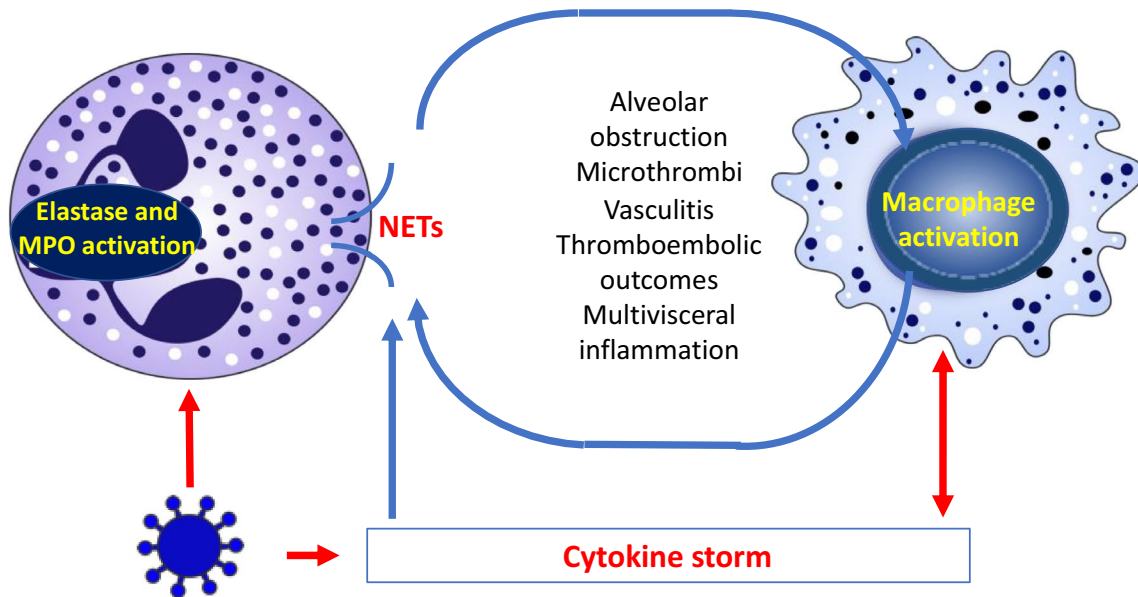 Elastase and
MPO activation
NETs
Alveolar
obstruction
Microthrombi
Vasculitis
Thromboembolic
outcomes
Multivisceral
inflammation
Macrophage
activation
Cytokine storm